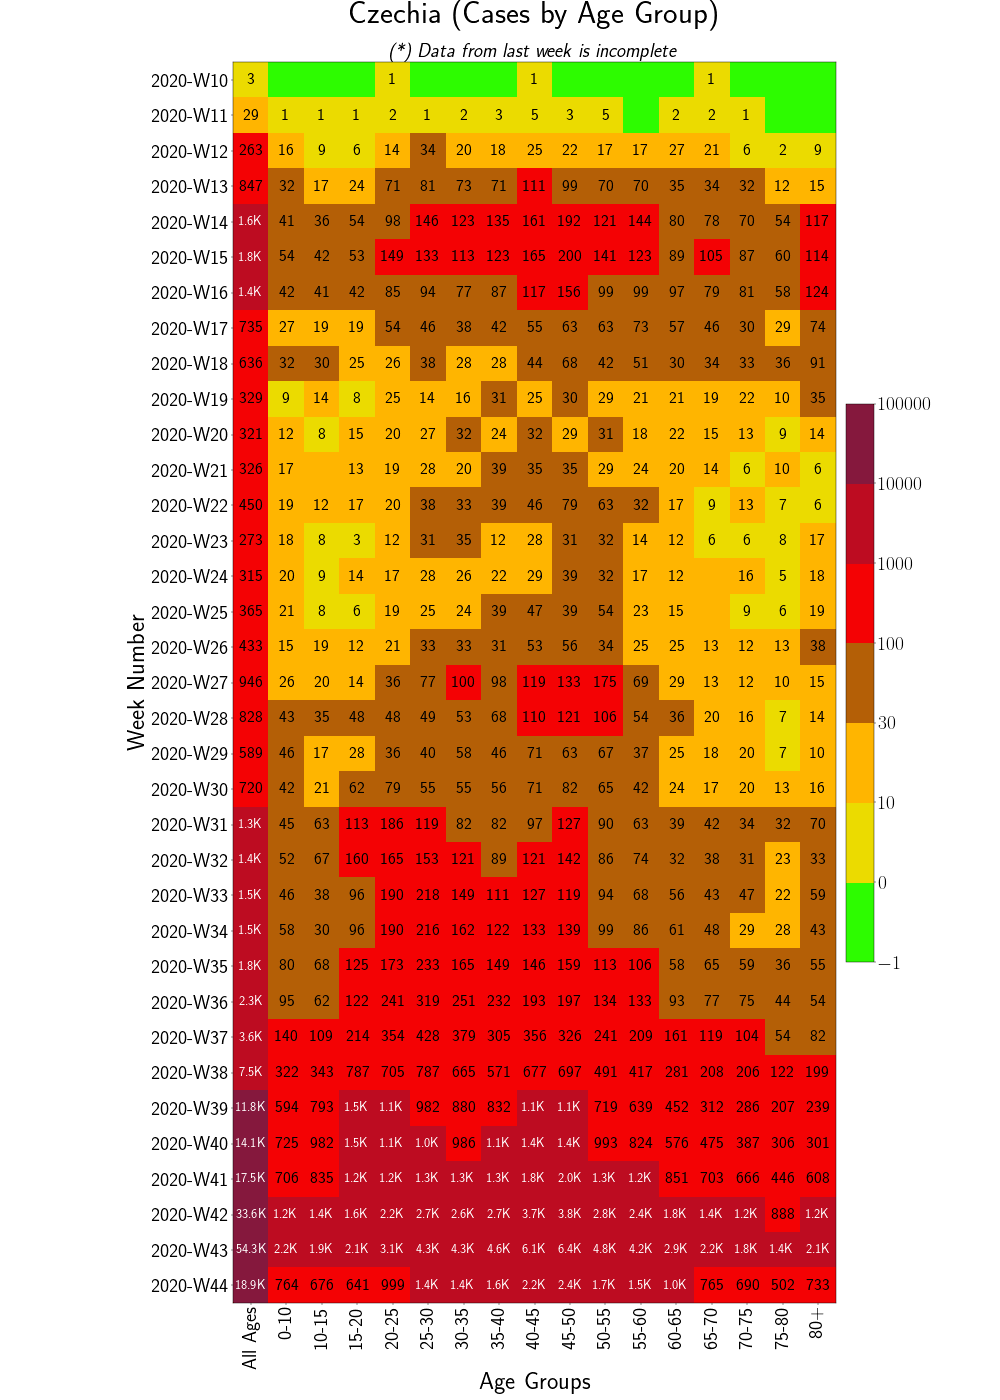 Czechia (Cases by Age Group)
(*) Data from last week is incomplete
2020-W10 3 1 1 1
2020-W11 29 1 1 1 2 1 2 3 5 3 5 2 2 1
2020-W12 263 16 9 6 14 34 20 18 25 22 17 17 27 21 6 2 9
2020-W13 847 32 17 24 71 81 73 71 111 99 70 70 35 34 32 12 15
2020-W14 1.6K 41 36 54 98 146 123 135 161 192 121 144 80 78 70 54 117
2020-W15 1.8K 54 42 53 149 133 113 123 165 200 141 123 89 105 87 60 114
2020-W16 1.4K 42 41 42 85 94 77 87 117 156 99 99 97 79 81 58 124
2020-W17 735 27 19 19 54 46 38 42 55 63 63 73 57 46 30 29 74
2020-W18 636 32 30 25 26 38 28 28 44 68 42 51 30 34 33 36 91
2020-W19 329 9 14 8 25 14 16 31 25 30 29 21 21 19 22 10 35
2020-W20 321 12 8 15 20 27 32 24 32 29 31 18 22 15 13 9 14
2020-W21 326 17 13 19 28 20 39 35 35 29 24 20 14 6 10 6
2020-W22 450 19 12 17 20 38 33 39 46 79 63 32 17 9 13 7 6
2020-W23 273 18 8 3 12 31 35 12 28 31 32 14 12 6 6 8 17
2020-W24 315 20 9 14 17 28 26 22 29 39 32 17 12 16 5 18
2020-W25 365 21 8 6 19 25 24 39 47 39 54 23 15 9 6 19
2020-W26 433 15 19 12 21 33 33 31 53 56 34 25 25 13 12 13 38
2020-W27 946 26 20 14 36 77 100 98 119 133 175 69 29 13 12 10 15
2020-W28 828 43 35 48 48 49 53 68 110 121 106 54 36 20 16 7 14
2020-W29 589 46 17 28 36 40 58 46 71 63 67 37 25 18 20 7 10
2020-W30 720 42 21 62 79 55 55 56 71 82 65 42 24 17 20 13 16
2020-W31 1.3K 45 63 113 186 119 82 82 97 127 90 63 39 42 34 32 70
2020-W32 1.4K 52 67 160 165 153 121 89 121 142 86 74 32 38 31 23 33
2020-W33 1.5K 46 38 96 190 218 149 111 127 119 94 68 56 43 47 22 59
2020-W34 1.5K 58 30 96 190 216 162 122 133 139 99 86 61 48 29 28 43
2020-W35 1.8K 80 68 125 173 233 165 149 146 159 113 106 58 65 59 36 55
2020-W36 2.3K 95 62 122 241 319 251 232 193 197 134 133 93 77 75 44 54
2020-W37 3.6K 140 109 214 354 428 379 305 356 326 241 209 161 119 104 54 82
2020-W38 7.5K 322 343 787 705 787 665 571 677 697 491 417 281 208 206 122 199
2020-W39 11.8K 594 793 1.5K 1.1K 982 880 832 1.1K 1.1K 719 639 452 312 286 207 239
2020-W40 14.1K 725 982 1.5K 1.1K 1.0K 986 1.1K 1.4K 1.4K 993 824 576 475 387 306 301
2020-W41 17.5K 706 835 1.2K 1.2K 1.3K 1.3K 1.3K 1.8K 2.0K 1.3K 1.2K 851 703 666 446 608
2020-W42 33.6K 1.2K 1.4K 1.6K 2.2K 2.7K 2.6K 2.7K 3.7K 3.8K 2.8K 2.4K 1.8K 1.4K 1.2K 888 1.2K
2020-W43 54.3K 2.2K 1.9K 2.1K 3.1K 4.3K 4.3K 4.6K 6.1K 6.4K 4.8K 4.2K 2.9K 2.2K 1.8K 1.4K 2.1K
2020-W44 18.9K 764 676 641 999 1.4K 1.4K 1.6K 2.2K 2.4K 1.7K 1.5K 1.0K 765 690 502 733
All Ages 0-10 10-15 15-20 20-25 25-30 30-35 35-40 40-45 45-50 50-55 55-60 60-65 65-70 70-75 75-80 80+
Age Groups
Week Number
100000
10000
1000
100
30
10
0
−1